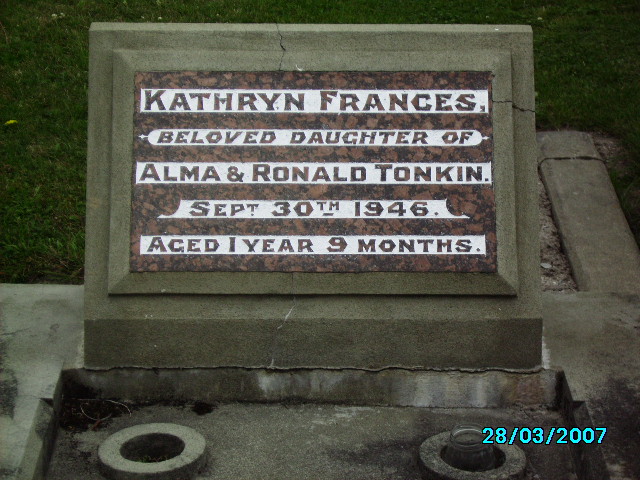 KATHRYN FRANCES,
BELOVED DAUGHTER OF
ALMA & RONALD TONKIN.
SEPT 30TH 1946.
AGED 1 YEAR 9 MONTHS.
28/03/2007